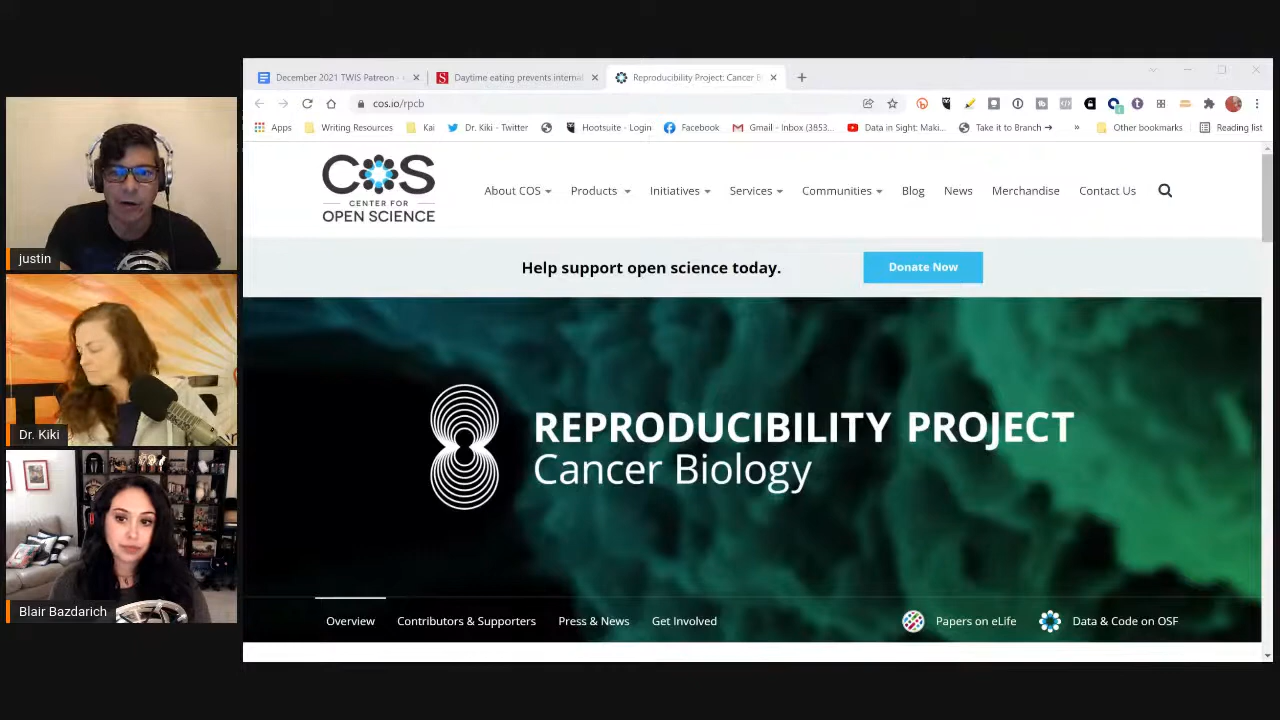 justin
Dr. Kiki
Blair Bazdarich
December 2021 TWIS Patreon -
Daytime eating prevents internal
Reproducibility Project: Cancer B
cos.io/rpcb
Apps
Writing Resources
Kai
Dr. Kiki - Twitter
Hootsuite - Login
Facebook
Gmail - Inbox (3853...
Data in Sight: Maki...
Take it to Branch →
»
Other bookmarks
Reading list
COS
CENTER FOR
OPEN SCIENCE
About COS
Products
Initiatives
Services
Communities
Blog
News
Merchandise
Contact Us
Help support open science today.
Donate Now
REPRODUCIBILITY PROJECT
Cancer Biology
Overview
Contributors & Supporters
Press & News
Get Involved
Papers on eLife
Data & Code on OSF